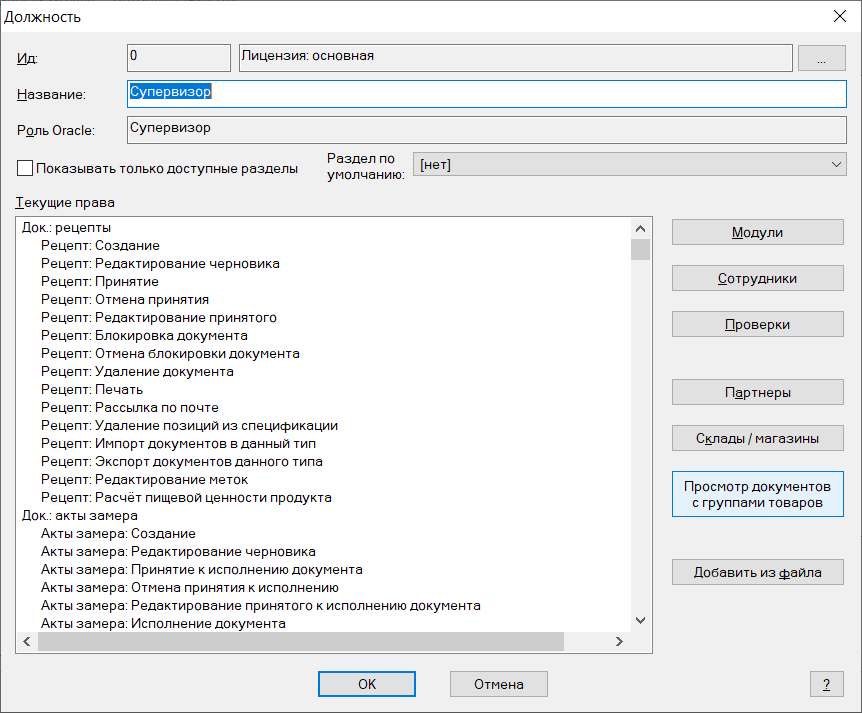 Должность
Ид: 0 Лицензия: основная ...
Название: Супервизор
Роль Oracle: Супервизор
Показывать только доступные разделы Раздел по умолчанию: [нет]
Текущие права
Док.: рецепты
Рецепт: Создание
Рецепт: Редактирование черновика
Рецепт: Принятие
Рецепт: Отмена принятия
Рецепт: Редактирование принятого
Рецепт: Блокировка документа
Рецепт: Отмена блокировки документа
Рецепт: Удаление документа
Рецепт: Печать
Рецепт: Рассылка по почте
Рецепт: Удаление позиций из спецификации
Рецепт: Импорт документов в данный тип
Рецепт: Экспорт документов данного типа
Рецепт: Редактирование меток
Рецепт: Расчёт пищевой ценности продукта
Док.: акты замера
Акты замера: Создание
Акты замера: Редактирование черновика
Акты замера: Принятие к исполнению документа
Акты замера: Отмена принятия к исполнению
Акты замера: Редактирование принятого к исполнению документа
Акты замера: Исполнение документа
Модули
Сотрудники
Проверки
Партнеры
Склады / магазины
Просмотр документов
с группами товаров
Добавить из файла
OK Отмена ?